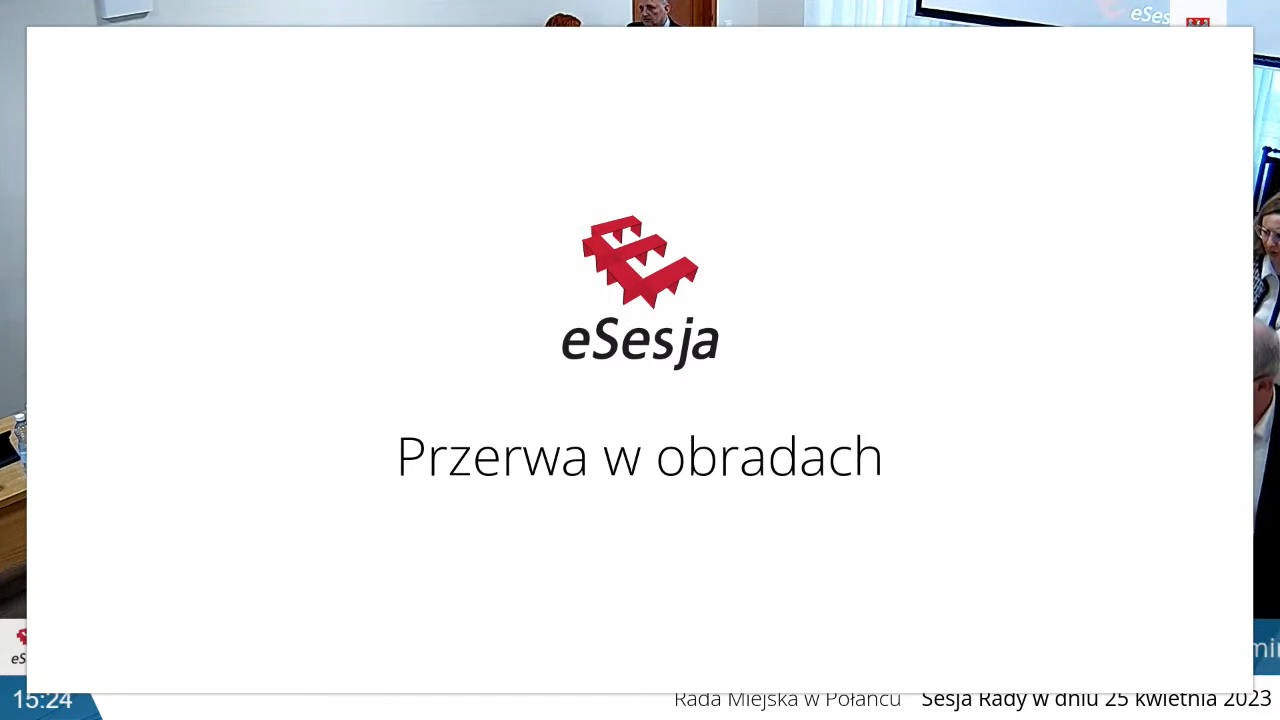 eSesja
Przerwa w obradach
15:24
Rada Miejska w Połańcu Sesja Rady w dniu 25 kwietnia 2023